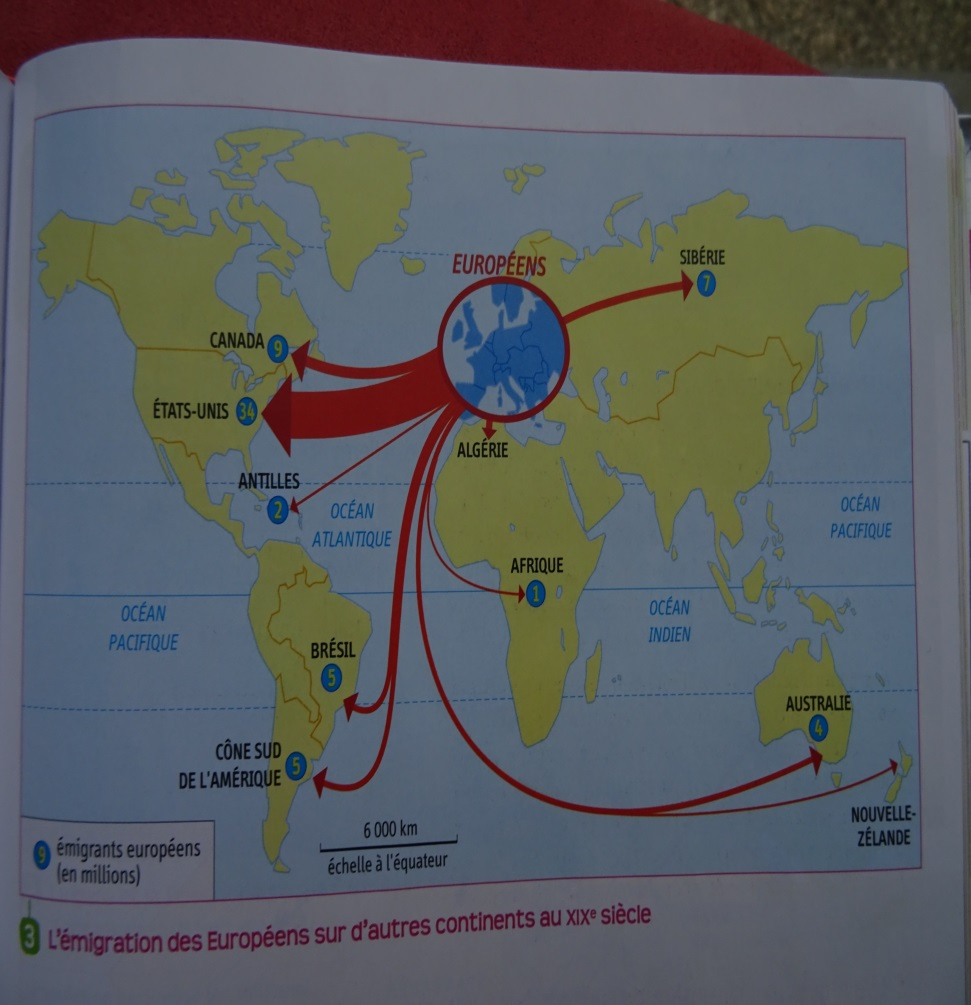 EUROPÉENS
SIBÉRIE
7
CANADA
9
ÉTATS-UNIS
34
ALGÉRIE
ANTILLES
2
OCÉAN
ATLANTIQUE
OCÉAN
PACIFIQUE
AFRIQUE
1
OCÉAN
PACIFIQUE
OCÉAN
INDIEN
BRÉSIL
5
AUSTRALIE
4
CÔNE SUD
DE L'AMÉRIQUE
5
NOUVELLE-
ZÉLANDE
6 000 km
échelle à l'équateur
9
émigrants européens
(en millions)
3 L'émigration des Européens sur d'autres continents au XIXe siècle